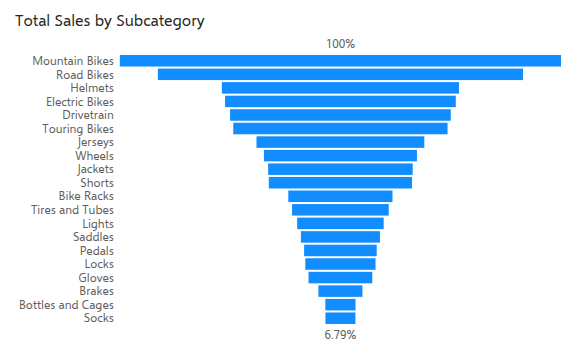 Total Sales by Subcategory
100%
Mountain Bikes
Road Bikes
Helmets
Electric Bikes
Drivetrain
Touring Bikes
Jerseys
Wheels
Jackets
Shorts
Bike Racks
Tires and Tubes
Lights
Saddles
Pedals
Locks
Gloves
Brakes
Bottles and Cages
Socks
6.79%